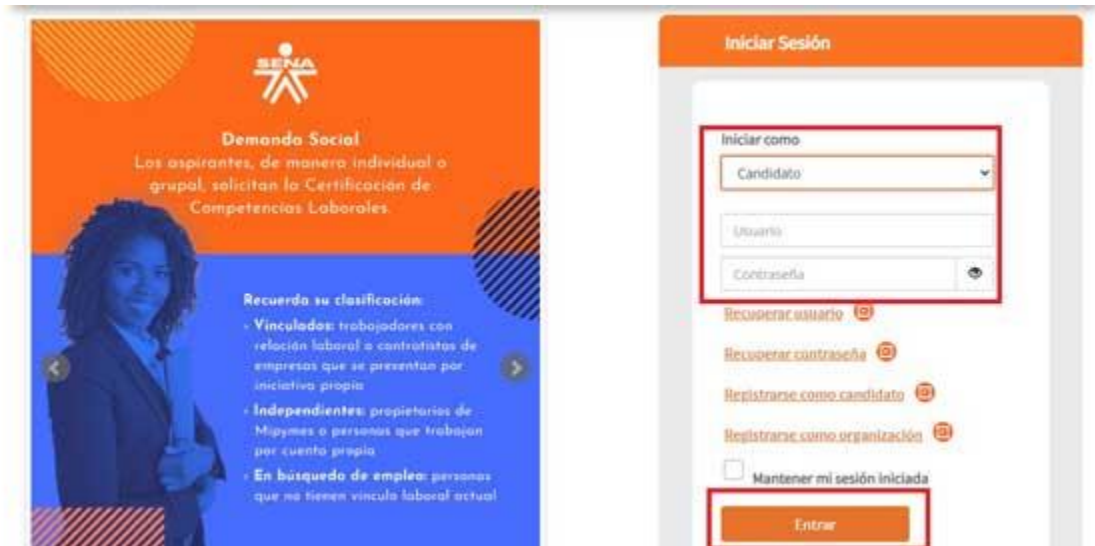 SENA
Demanda Social
Los aspirantes, de manera individual o
grupal, solicitan la Certificación de
Competencias Laborales
Recuerda su clasificación:
- Vinculados: trabajadores con
relación laboral o contratistas de
empresas que se presentan por
iniciativa propia
- Independientes: propietarios de
Mipymes o personas que trabajan
por cuenta propia
- En búsqueda de empleo: personas
que no tienen vínculo laboral actual
Iniciar Sesión
Iniciar como
Candidato
Usuario
Contraseña
Recuperar usuario
Recuperar contraseña
Registrarse como candidato
Registrarse como organización
Mantener mi sesión iniciada
Entrar